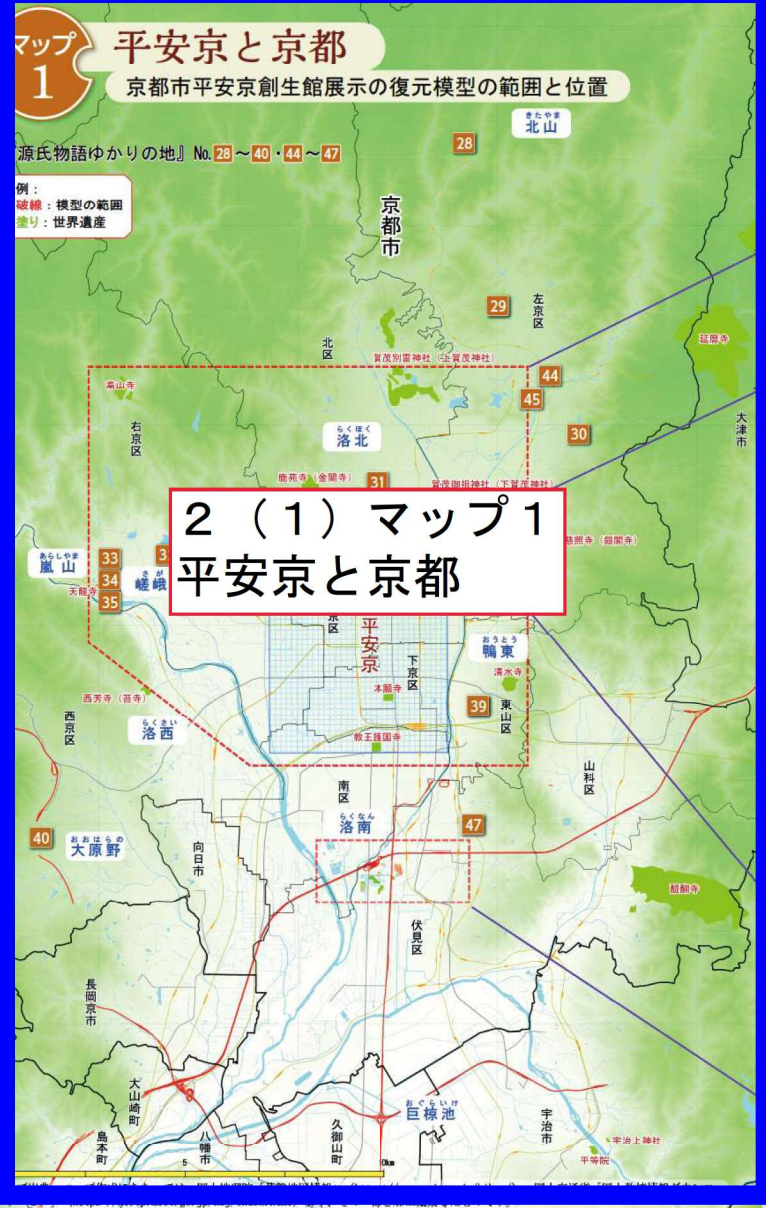 マップ
1
平安京と京都
京都市平安京創生館展示の復元模型の範囲と位置
きたやま
北山
源氏物語ゆかりの地』No.28～40・44～47
28
例：
破線：模型の範囲
塗り：世界遺産
京都市
29
左京区
延暦寺
北区
賀茂別雷神社（上賀茂神社）
高山寺
44
45
大津市
右京区
らくほく
洛北
30
鹿苑寺（金閣寺）
31
賀茂御祖神社（下賀茂神社）
２（１）マップ１
平安京と京都
慈照寺（銀閣寺）
あらしやま
嵐山
33
34
35
天龍寺
さが
嵯峨
京区
平安京
下京区
おうとう
鴨東
清水寺
本願寺
西芳寺（苔寺）
39
東山区
西京区
らくさい
洛西
教王護国寺
山科区
南区
らくなん
洛南
47
40
おおはらの
大原野
向日市
醍醐寺
伏見区
長岡京市
大山崎町
おぐらいけ
巨椋池
島本町
八幡市
久御山町
宇治市
宇治上神社
平等院
5
0km